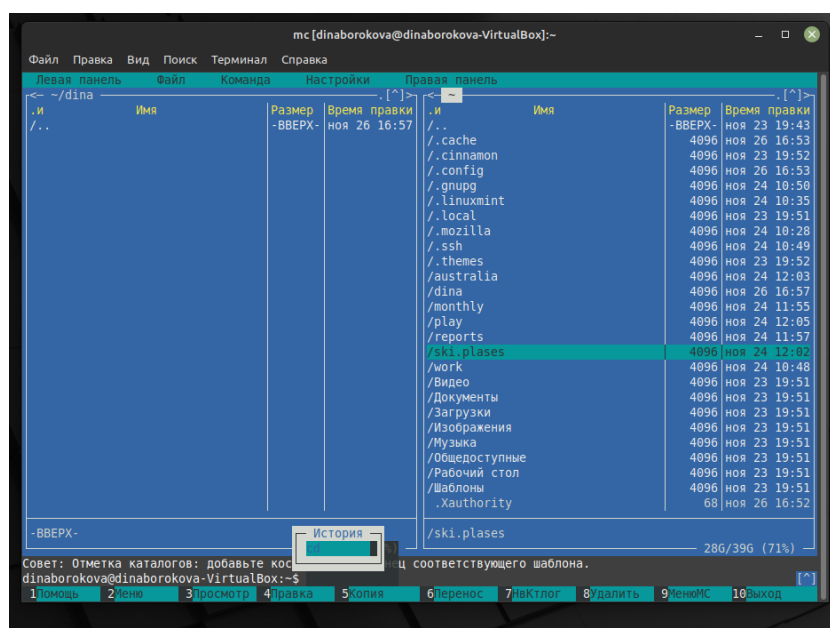 mc [dinaborokova@dinaborokova-VirtualBox]:~
Файл Правка Вид Поиск Терминал Справка
Левая панель Файл Команда Настройки Правая панель
<— ~/dina .[^]> <— ~ .[^]>
.и Имя Размер Время правки .и Имя Размер Время правки
/.. -ВВЕРХ- ноя 26 16:57 /.. -ВВЕРХ- ноя 23 19:43
/.cache 4096 ноя 26 16:53
/.cinnamon 4096 ноя 23 19:52
/.config 4096 ноя 26 16:53
/.gnupg 4096 ноя 24 10:50
/.linuxmint 4096 ноя 24 10:35
/.local 4096 ноя 23 19:51
/.mozilla 4096 ноя 24 10:28
/.ssh 4096 ноя 24 10:49
/.themes 4096 ноя 23 19:52
/australia 4096 ноя 24 12:03
/dina 4096 ноя 26 16:57
/monthly 4096 ноя 24 11:55
/play 4096 ноя 24 12:05
/reports 4096 ноя 24 11:57
/ski.plases 4096 ноя 24 12:02
/work 4096 ноя 24 10:48
/Видео 4096 ноя 23 19:51
/Документы 4096 ноя 23 19:51
/Загрузки 4096 ноя 23 19:51
/Изображения 4096 ноя 23 19:51
/Музыка 4096 ноя 23 19:51
/Общедоступные 4096 ноя 23 19:51
/Рабочий стол 4096 ноя 23 19:51
/Шаблоны 4096 ноя 23 19:51
.Xauthority 68 ноя 26 16:52
-ВВЕРХ- История /ski.plases
cd %) 28G/39G (71%)
Совет: Отметка каталогов: добавьте кос ец соответствующего шаблона.
dinaborokova@dinaborokova-VirtualBox:~$ [^]
1Помощь 2Меню 3Просмотр 4Правка 5Копия 6Перенос 7НвКтлог 8Удалить 9МенюМС 10Выход